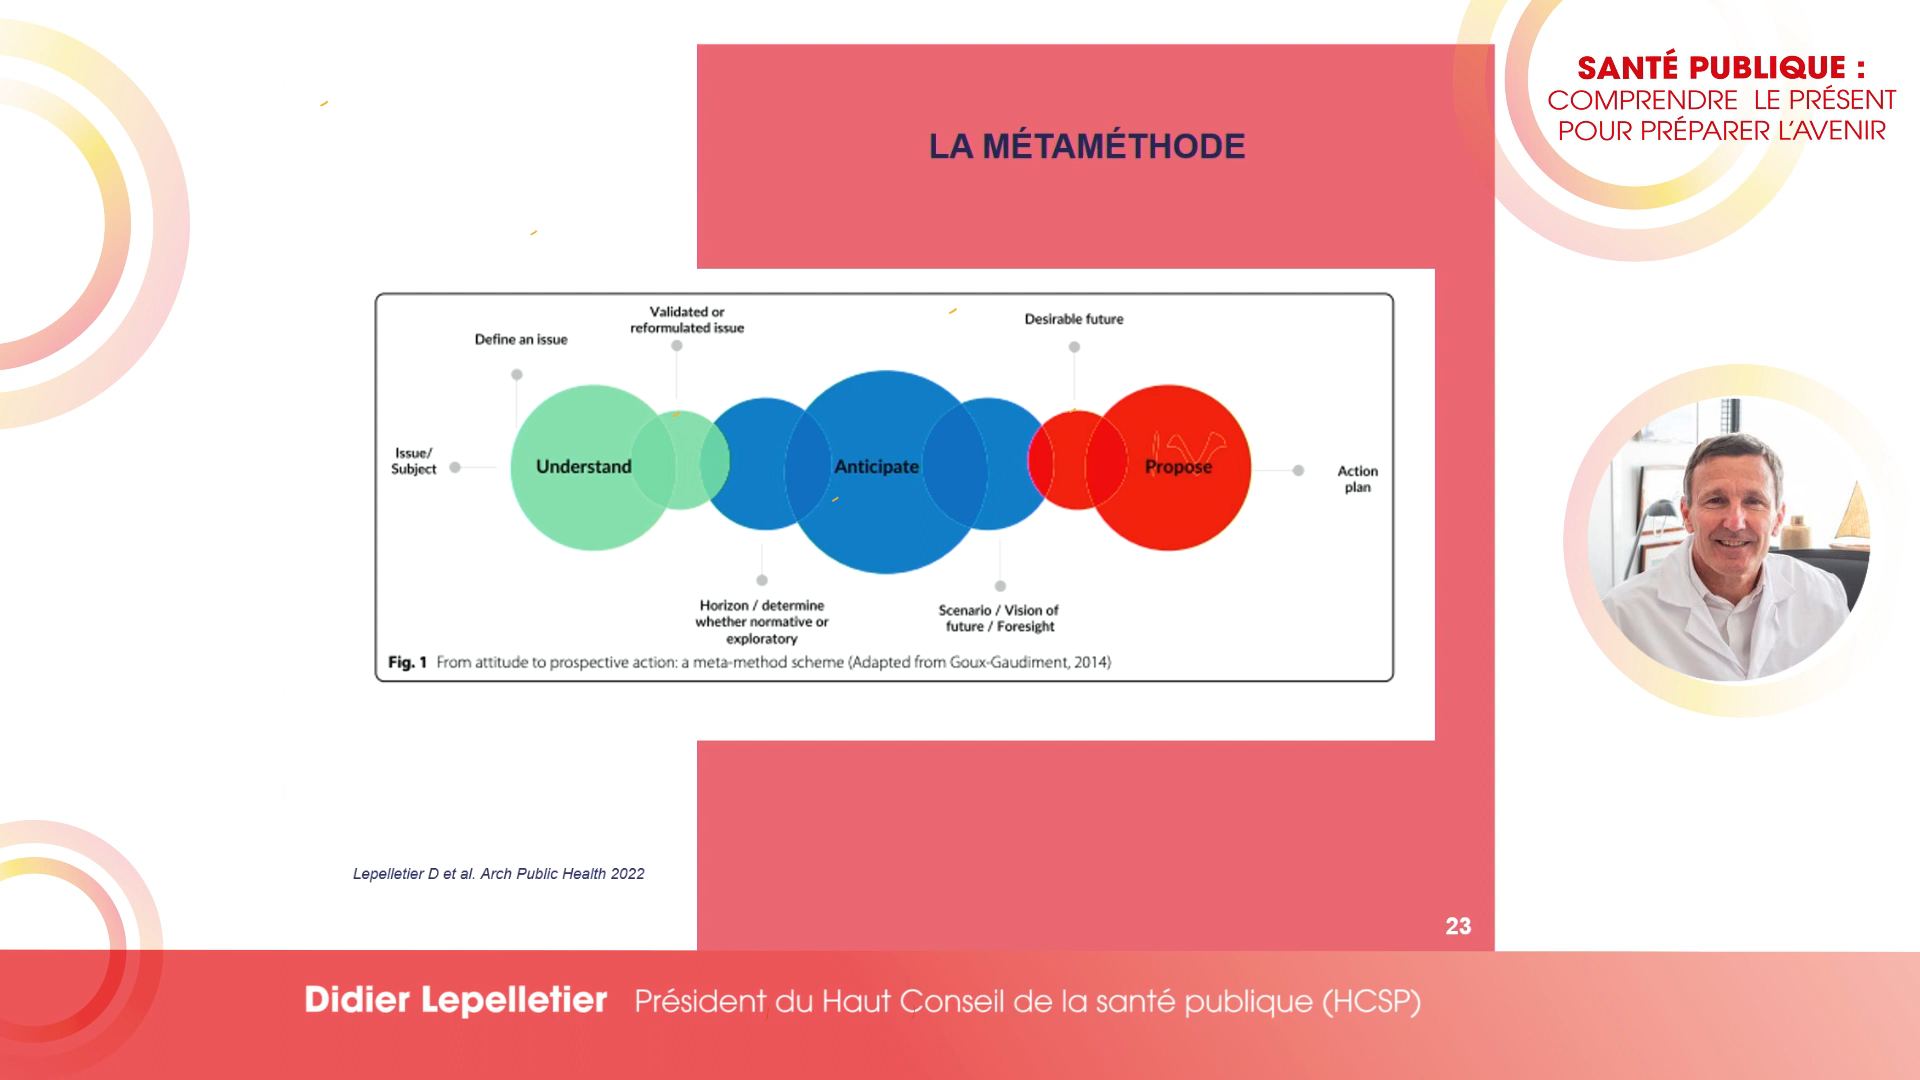 SANTÉ PUBLIQUE :
COMPRENDRE LE PRÉSENT
POUR PRÉPARER L'AVENIR
LA MÉTAMÉTHODE
Validated or
reformulated issue
Desirable future
Define an issue
Issue/
Subject
Understand
Anticipate
Propose
Action
plan
Horizon / determine
whether normative or
exploratory
Scenario / Vision of
future / Foresight
Fig. 1 From attitude to prospective action: a meta-method scheme (Adapted from Goux-Gaudiment, 2014)
Lepelletier D et al. Arch Public Health 2022
23
Didier Lepelletier Président du Haut Conseil de la santé publique (HCSP)